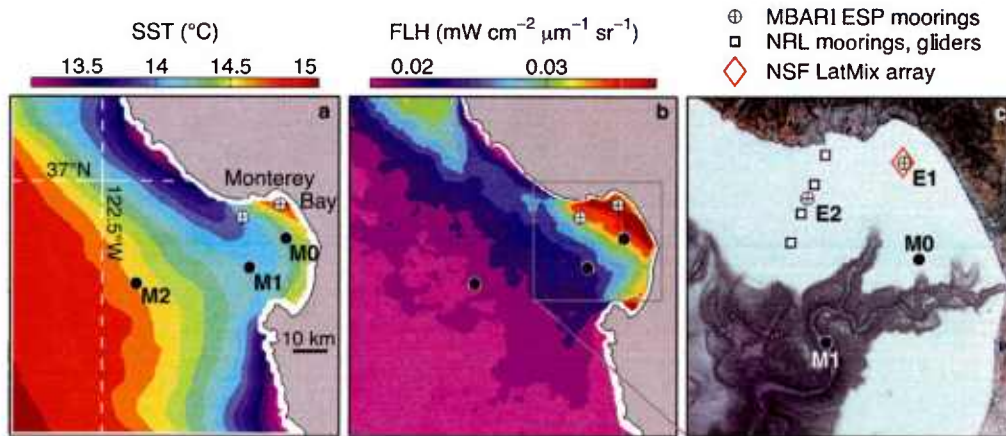 SST (°C)
13.5 14 14.5 15
FLH (mW cm⁻² μm⁻¹ sr⁻¹)
0.02 0.03
MBARI ESP moorings
NRL moorings, gliders
NSF LatMix array
a
37°N
122.5°W
Monterey
Bay
M0
M1
M2
10 km
b
c
E1
E2
M0
M1